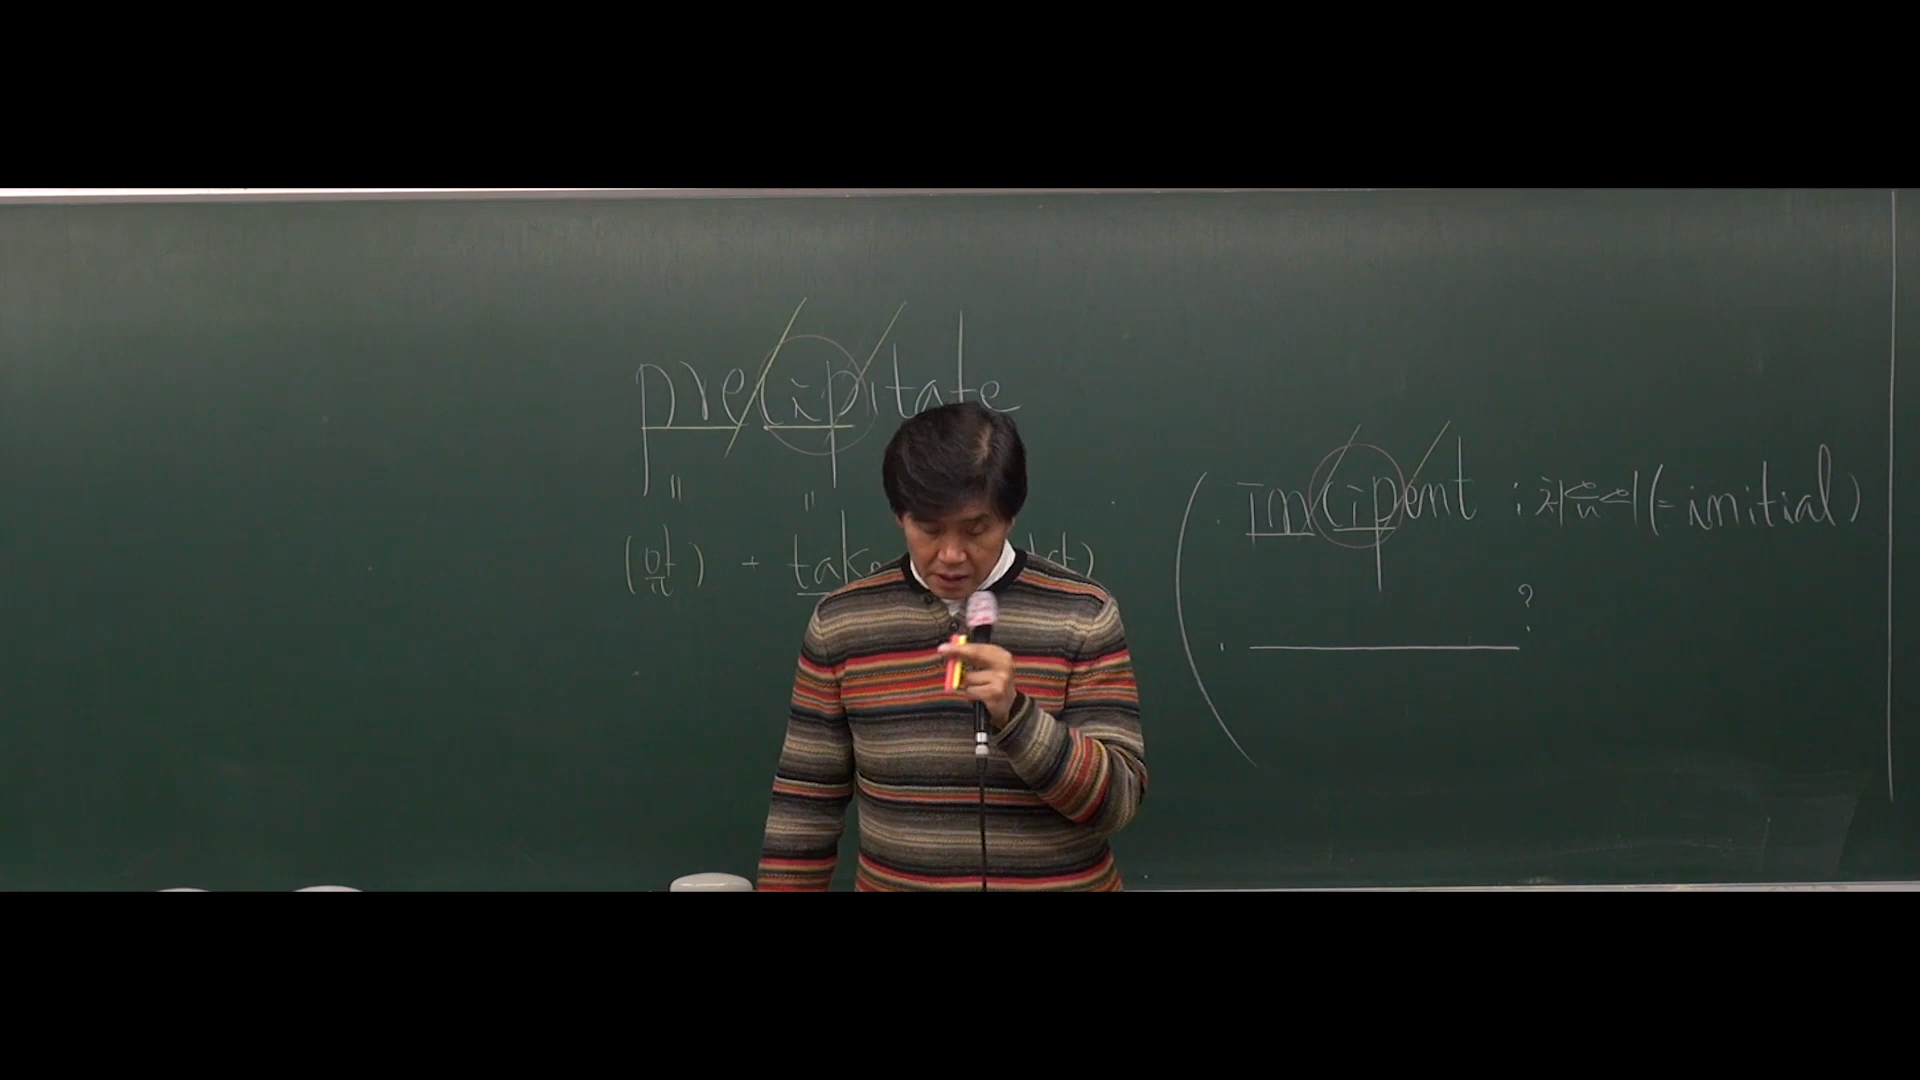 precipitate
" "
(앞) + take
incipent : 처음의 (= initial)
?